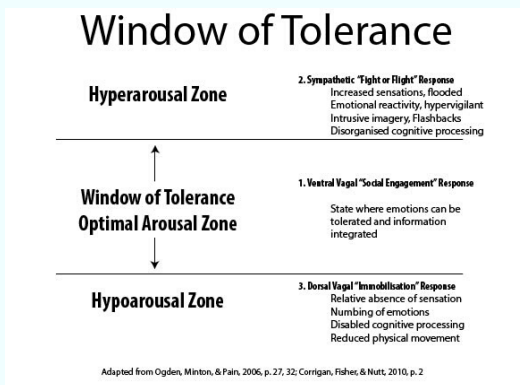 Window of Tolerance
Hyperarousal Zone
2. Sympathetic "Fight or Flight" Response
Increased sensations, flooded
Emotional reactivity, hypervigilant
Intrusive imagery, Flashbacks
Disorganised cognitive processing
Window of Tolerance
Optimal Arousal Zone
1. Ventral Vagal "Social Engagement" Response
State where emotions can be
tolerated and information
integrated
Hypoarousal Zone
3. Dorsal Vagal "Immobilisation" Response
Relative absence of sensation
Numbing of emotions
Disabled cognitive processing
Reduced physical movement
Adapted from Ogden, Minton, & Pain, 2006, p. 27, 32; Corrigan, Fisher, & Nutt, 2010, p. 2